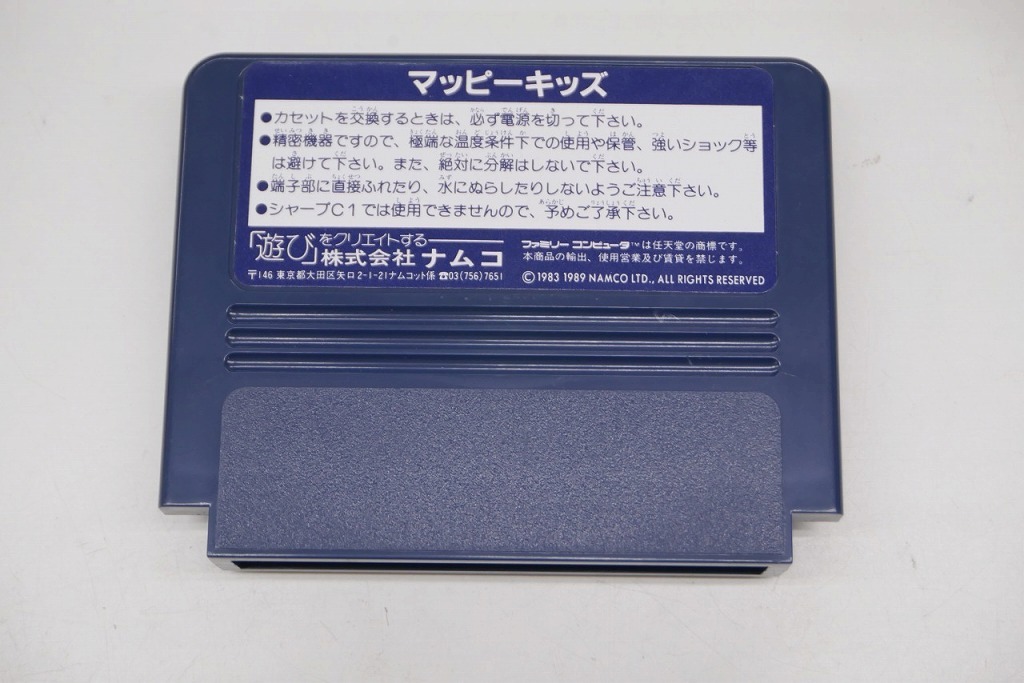 マッピーキッズ
●カセットを交換するときは、必ず電源を切って下さい。
●精密機器ですので、極端な温度条件下での使用や保管、強いショック等
は避けて下さい。また、絶対に分解はしないで下さい。
●端子部に直接ふれたり、水にぬらしたりしないようご注意下さい。
●シャープC1では使用できませんので、予めご了承下さい。
「遊び」をクリエイトする
株式会社ナムコ
〒146 東京都大田区矢口2-1-21ナムコット係 ☎03(756)7651
ファミリーコンピュータ™は任天堂の商標です。
本商品の輸出、使用営業及び賃貸を禁じます。
©1983 1989 NAMCO LTD., ALL RIGHTS RESERVED